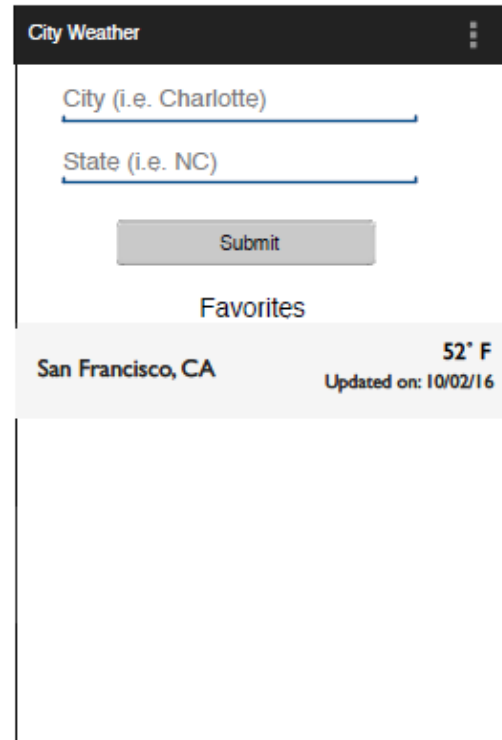 City Weather
City (i.e. Charlotte)
State (i.e. NC)
Submit
Favorites
San Francisco, CA
52° F
Updated on: 10/02/16